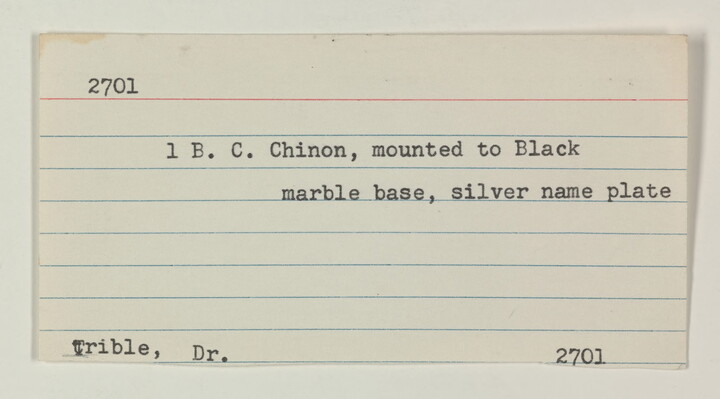 2701
1 B. C. Chinon, mounted to Black
marble base, silver name plate
Trible, Dr. 2701